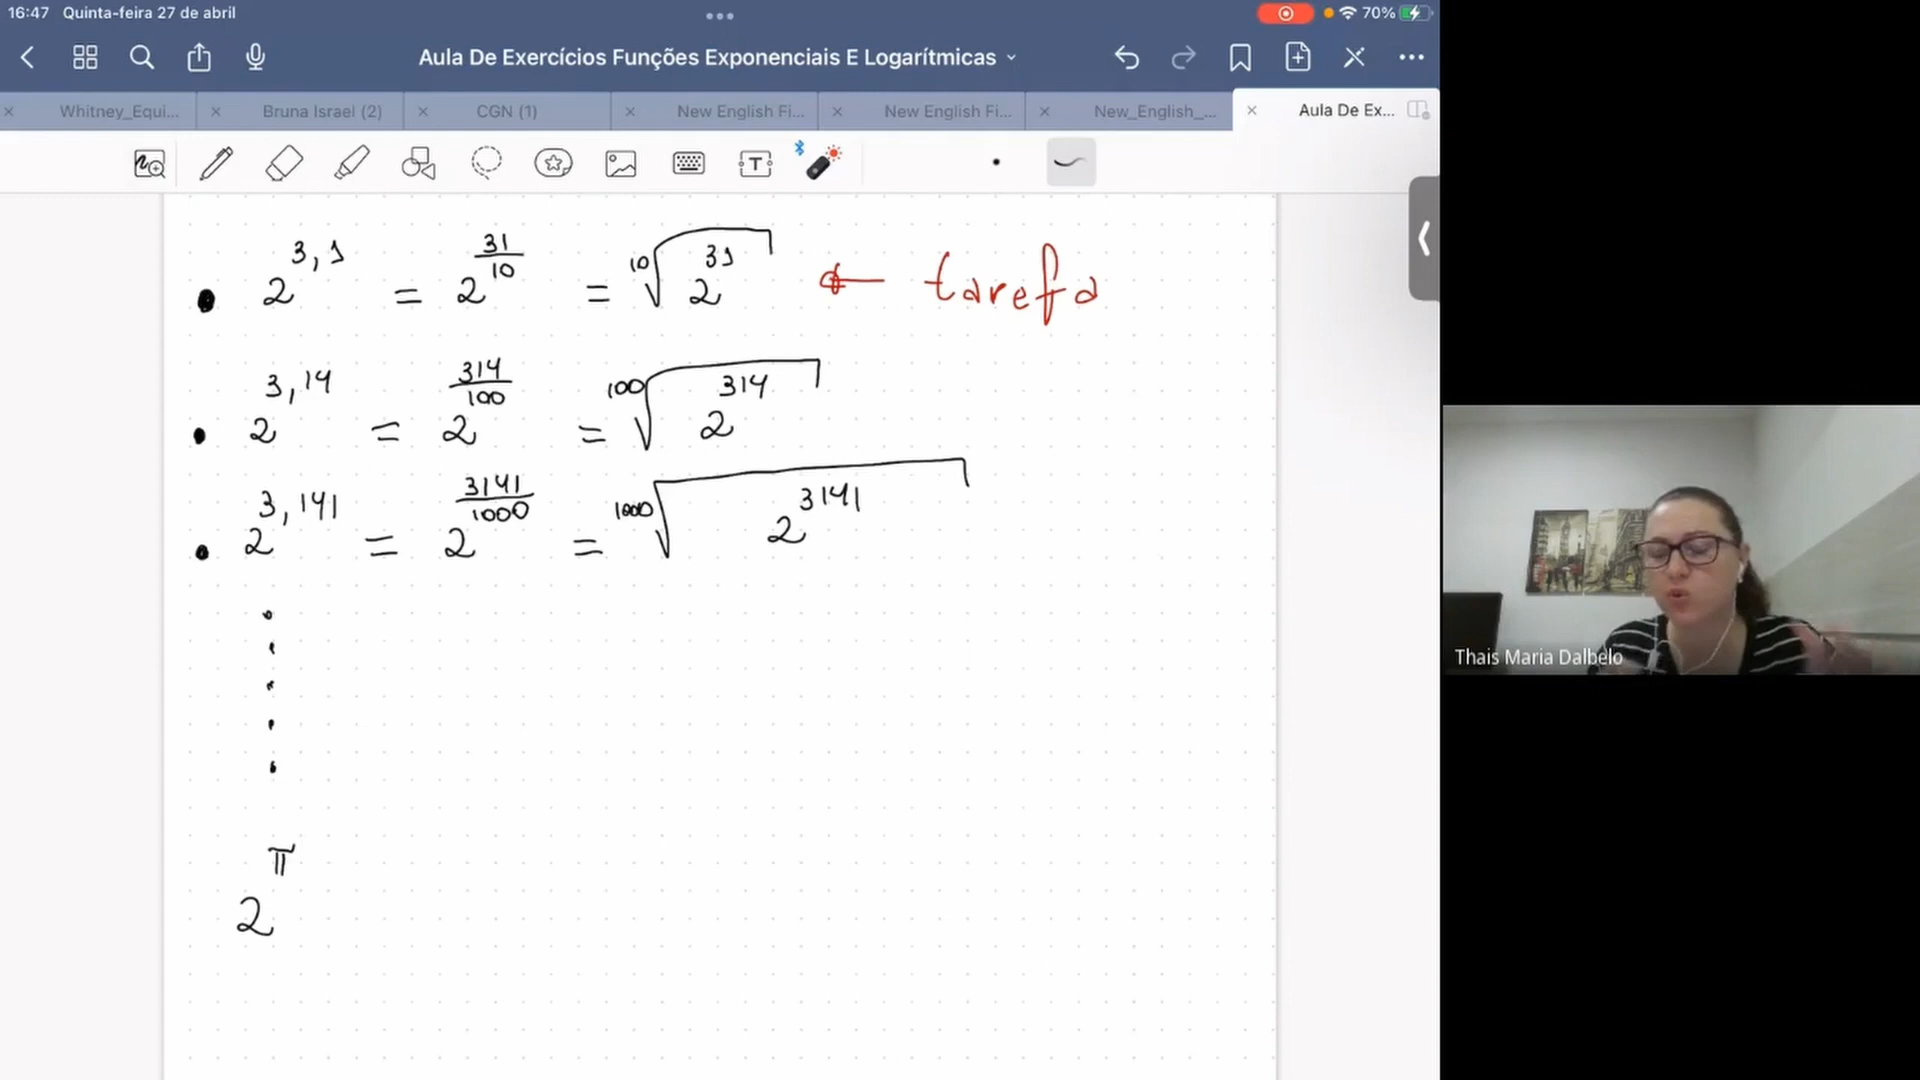 16:47 Quinta-feira 27 de abril
70%
Aula De Exercícios Funções Exponenciais E Logarítmicas
Whitney_Equi... Bruna Israel (2) CGN (1) New English Fi... New English Fi... New_English_... Aula De Ex...
• 2^{3,1} = 2^{31/10} = \sqrt[10]{2^{31}} ← tarefa
• 2^{3,14} = 2^{314/100} = \sqrt[100]{2^{314}}
• 2^{3,141} = 2^{3141/1000} = \sqrt[1000]{2^{3141}}
2^π
Thais Maria Dalbelo